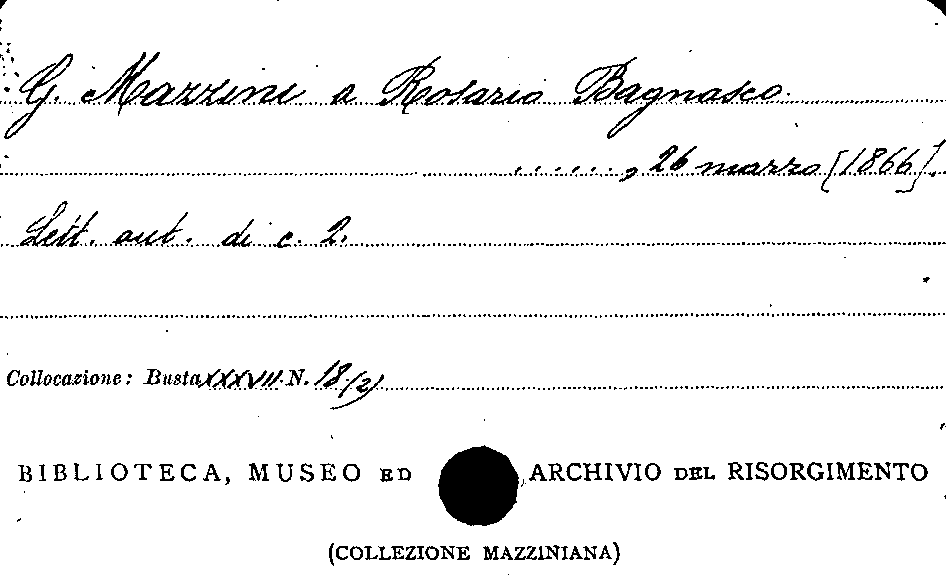 G. Mazzini a Rosario Bagnasco.
......, 26 marzo [1866].
Lett. aut. di c. 2.
Collocazione: Busta XXXVII N. 18 (2)
BIBLIOTECA, MUSEO ED ARCHIVIO DEL RISORGIMENTO
(COLLEZIONE MAZZINIANA)